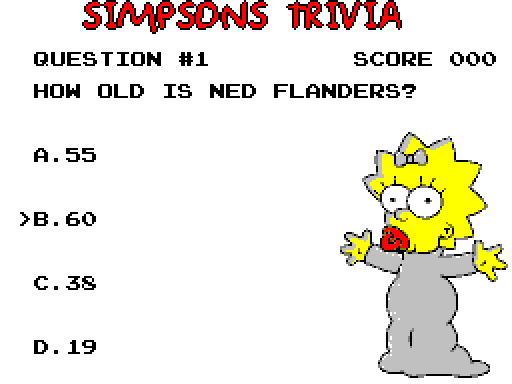 SIMPSONS TRIVIA
QUESTION #1 SCORE 000
HOW OLD IS NED FLANDERS?
A.55
>B.60
C.38
D.19